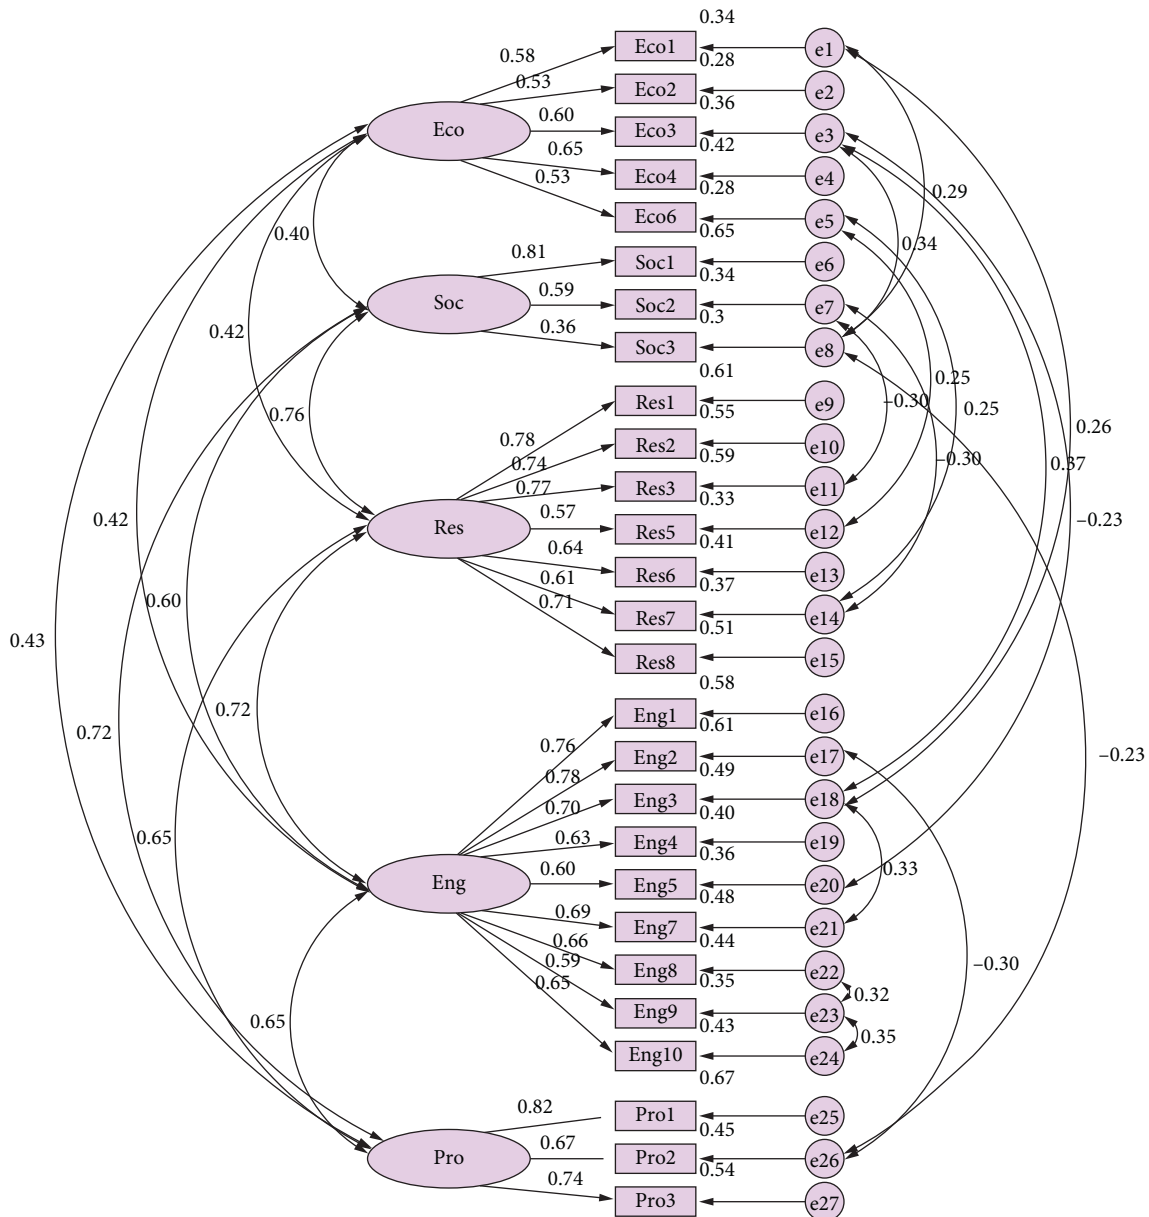 0.34
0.58 Eco1 0.28 e1
0.53 Eco2 0.36 e2
Eco 0.60 Eco3 0.42 e3
0.65 Eco4 0.28 e4
0.53 Eco6 0.65 e5
0.29
0.40 0.34
0.81 Soc1 0.34 e6
Soc 0.59 Soc2 0.3 e7
0.36 Soc3 e8
0.42
0.61
0.25
0.76 0.78 Res1 0.55 e9 –0.30 0.25
0.74 Res2 0.59 e10 0.26
0.77 Res3 0.33 e11 –0.30 0.37
0.42 Res 0.57 Res5 0.41 e12 –0.23
0.64 Res6 0.37 e13
0.60 0.61 Res7 0.51 e14
0.43 0.71 Res8 e15
0.58
0.72 Eng1 0.61 e16
0.72 0.76 Eng2 0.49 e17 –0.23
0.78 Eng3 0.40 e18
0.70
0.65 0.63 Eng4 0.36 e19
Eng 0.60 Eng5 0.48 e20 0.33
0.69 Eng7 0.44 e21
0.66 Eng8 0.35 e22 –0.30
0.59
0.65 0.32
0.65 Eng9 0.43 e23
0.35
Eng10 e24
0.67
0.82 Pro1 0.45 e25
Pro 0.67 Pro2 0.54 e26
0.74 Pro3 e27